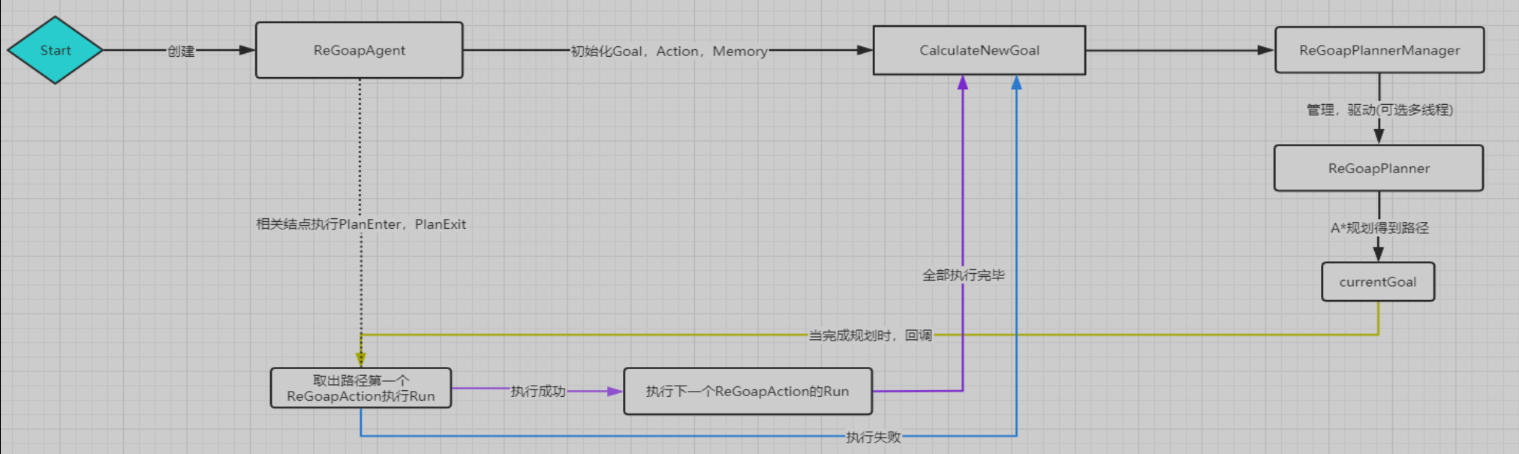 Start
创建
ReGoapAgent
初始化Goal，Action，Memory
CalculateNewGoal
ReGoapPlannerManager
管理，驱动(可选多线程)
ReGoapPlanner
相关结点执行PlanEnter，PlanExit
A*规划得到路径
全部执行完毕
currentGoal
当完成规划时，回调
取出路径第一个
ReGoapAction执行Run
执行成功
执行下一个ReGoapAction的Run
执行失败